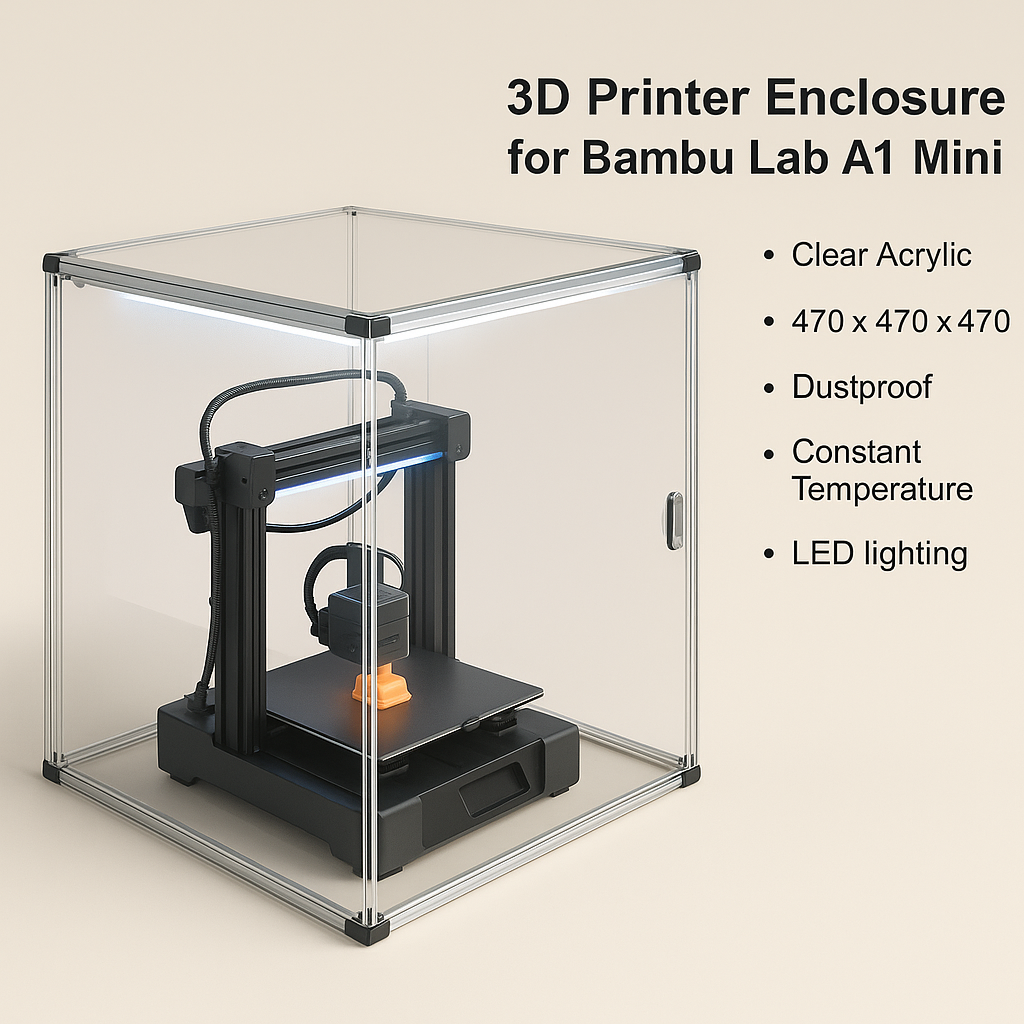 3D Printer Enclosure
for Bambu Lab A1 Mini
• Clear Acrylic
• 470 x 470 x 470
• Dustproof
• Constant
Temperature
• LED lighting